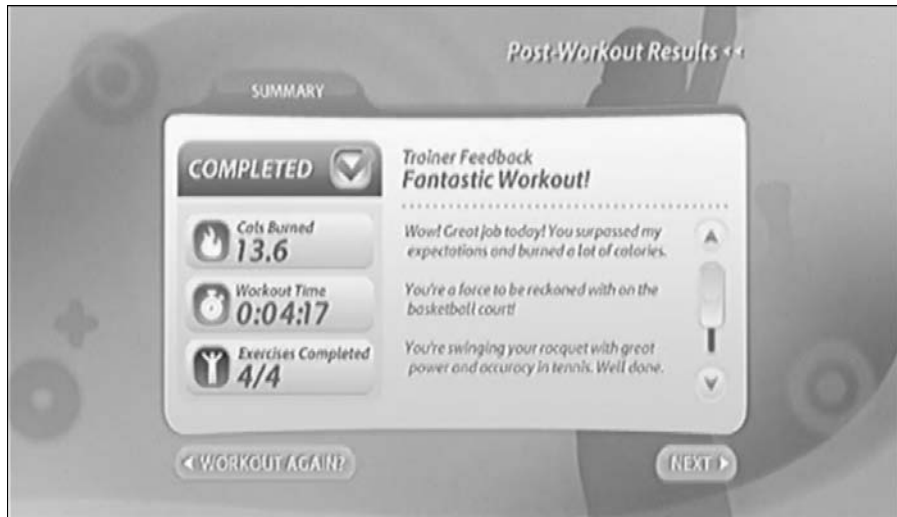 Post-Workout Results <<
SUMMARY
COMPLETED
Trainer Feedback
Fantastic Workout!
Cals Burned
13.6
Workout Time
0:04:17
Exercises Completed
4/4
Wow! Great job today! You surpassed my
expectations and burned a lot of calories.
You're a force to be reckoned with on the
basketball court!
You're swinging your racquet with great
power and accuracy in tennis. Well done.
WORKOUT AGAIN?
NEXT